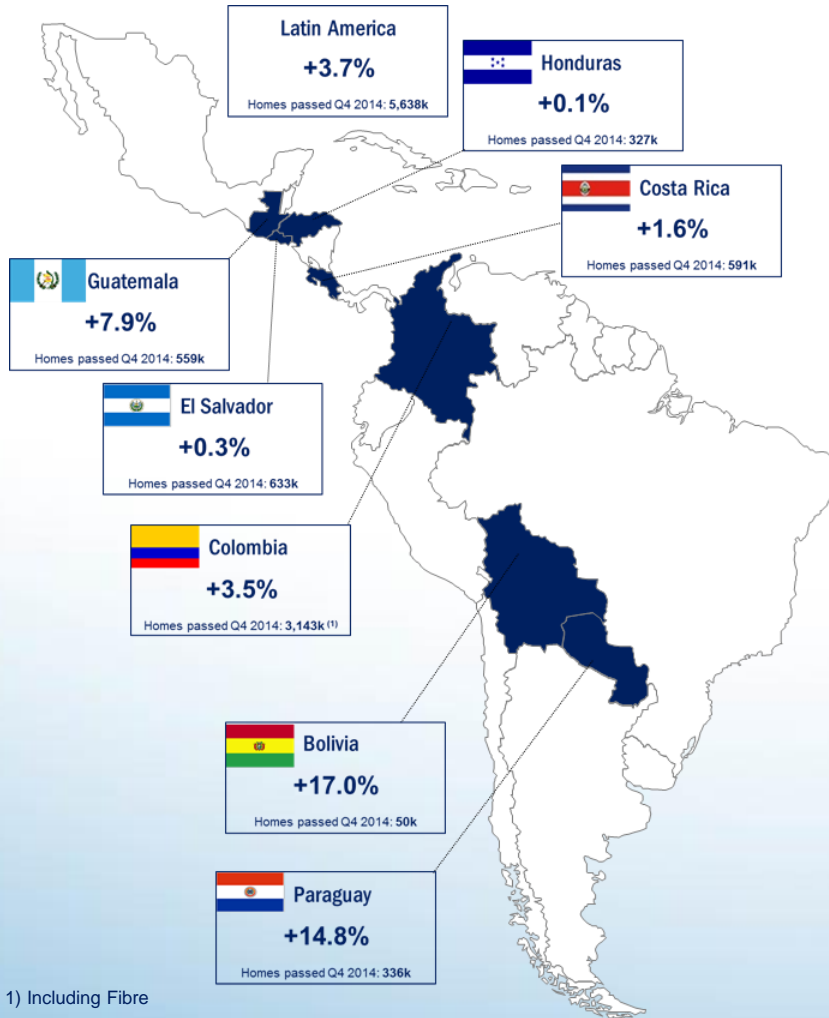 Latin America
+3.7%
Homes passed Q4 2014: 5,638k
Honduras
+0.1%
Homes passed Q4 2014: 327k
Costa Rica
+1.6%
Homes passed Q4 2014: 591k
Guatemala
+7.9%
Homes passed Q4 2014: 559k
El Salvador
+0.3%
Homes passed Q4 2014: 633k
Colombia
+3.5%
Homes passed Q4 2014: 3,143k (1)
Bolivia
+17.0%
Homes passed Q4 2014: 50k
Paraguay
+14.8%
Homes passed Q4 2014: 336k
1) Including Fibre